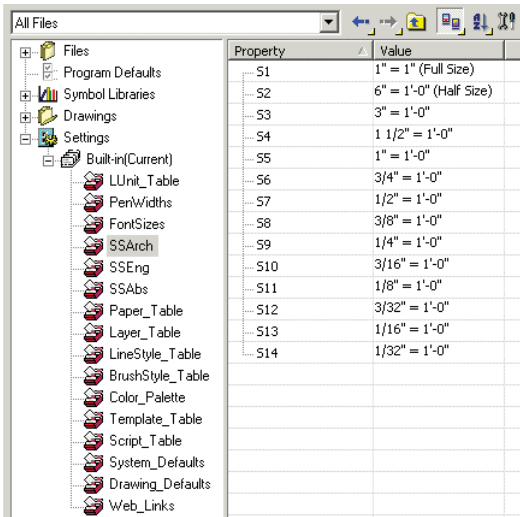 All Files
Files
Program Defaults
Symbol Libraries
Drawings
Settings
Built-in(Current)
LUnit_Table
PenWidths
FontSizes
SSArch
SSEng
SSAbs
Paper_Table
Layer_Table
LineStyle_Table
BrushStyle_Table
Color_Palette
Template_Table
Script_Table
System_Defaults
Drawing_Defaults
Web_Links
Property Value
S1 1" = 1" (Full Size)
S2 6" = 1'-0" (Half Size)
S3 3" = 1'-0"
S4 1 1/2" = 1'-0"
S5 1" = 1'-0"
S6 3/4" = 1'-0"
S7 1/2" = 1'-0"
S8 3/8" = 1'-0"
S9 1/4" = 1'-0"
S10 3/16" = 1'-0"
S11 1/8" = 1'-0"
S12 3/32" = 1'-0"
S13 1/16" = 1'-0"
S14 1/32" = 1'-0"